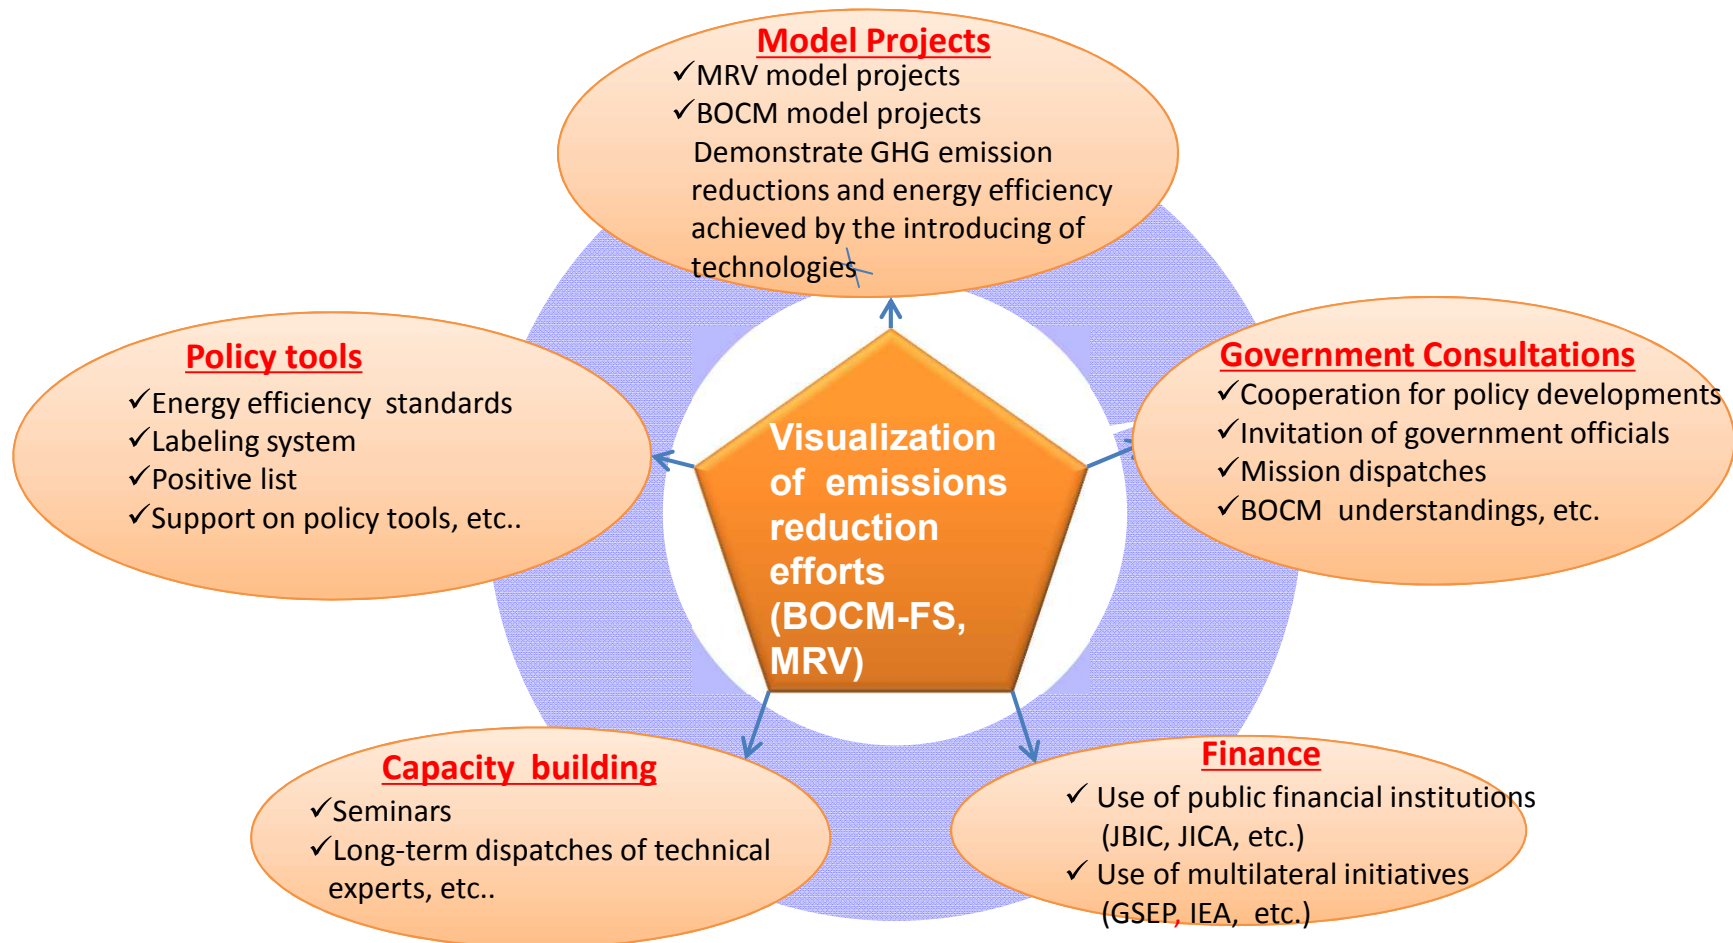 Model Projects
✓MRV model projects
✓BOCM model projects
Demonstrate GHG emission
reductions and energy efficiency
achieved by the introducing of
technologies
Policy tools
✓Energy efficiency  standards
✓Labeling system
✓Positive list
✓Support on policy tools, etc..
Government Consultations
✓Cooperation for policy developments
✓Invitation of government officials
✓Mission dispatches
✓BOCM  understandings, etc.
Visualization
of  emissions
reduction
efforts
(BOCM-FS,
MRV)
Capacity  building
✓Seminars
✓Long-term dispatches of technical
experts, etc..
Finance
✓ Use of public financial institutions
(JBIC, JICA, etc.)
✓ Use of multilateral initiatives
(GSEP, IEA,  etc.)